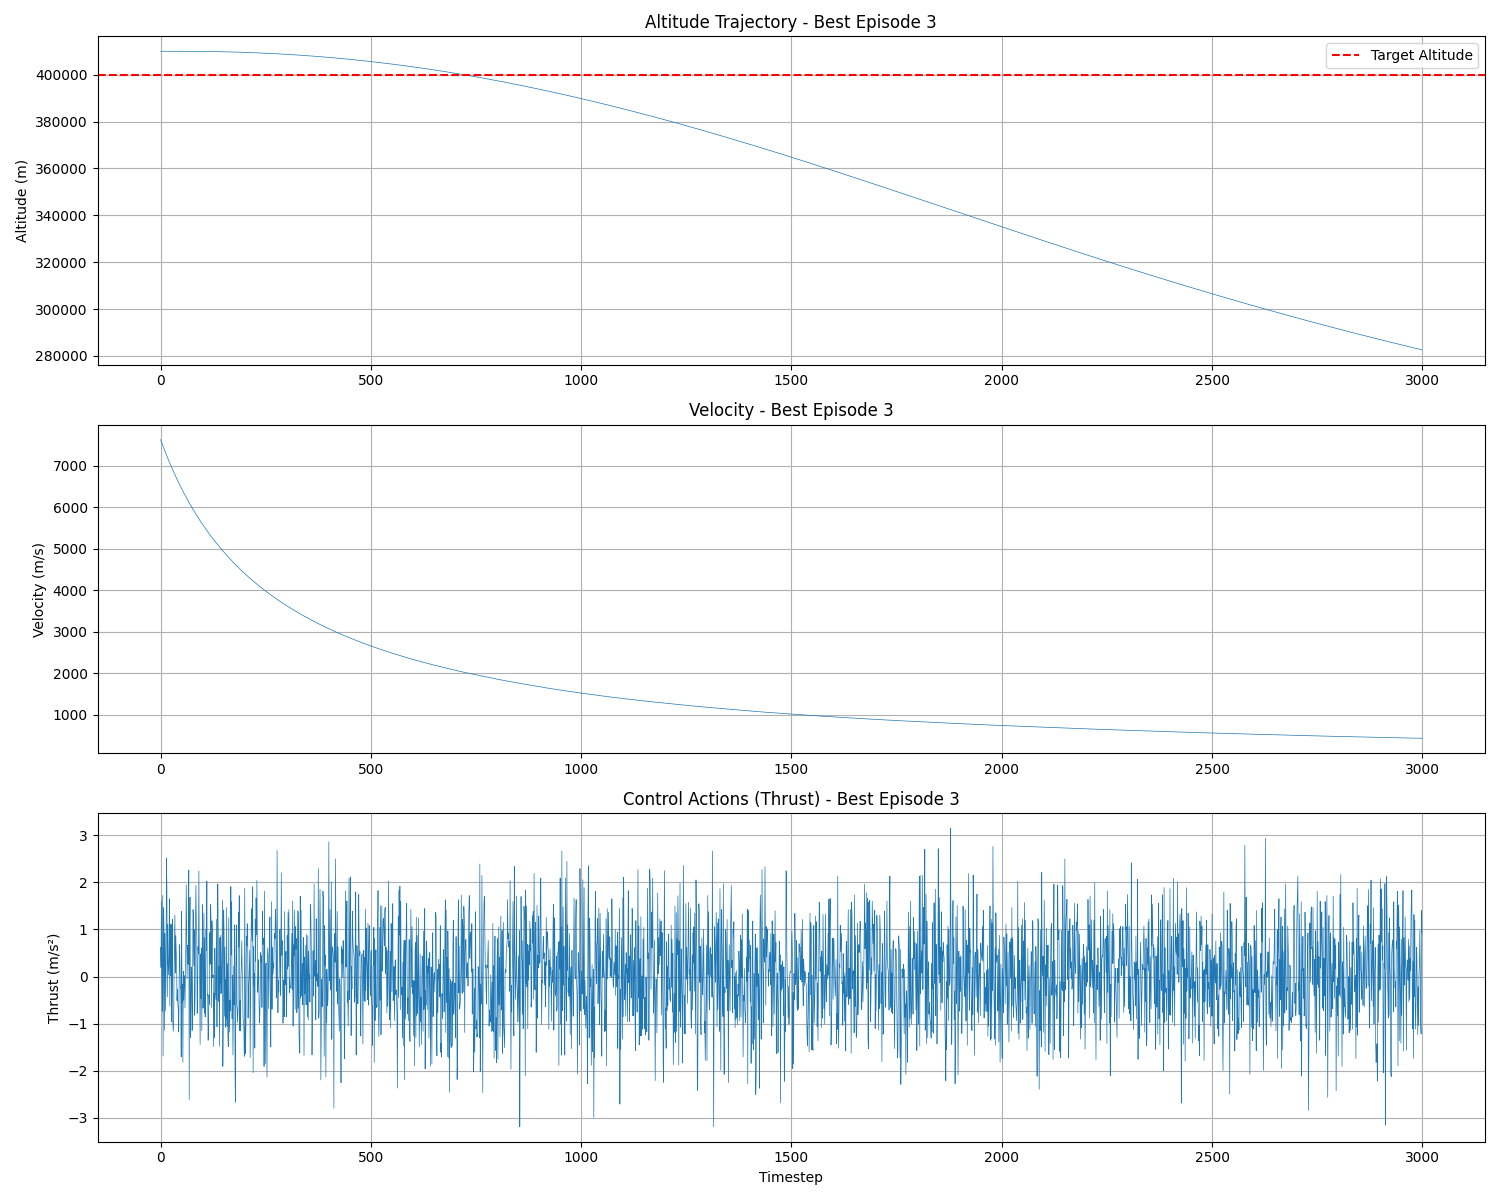 Altitude Trajectory - Best Episode 3
Target Altitude
Altitude (m)
400000
380000
360000
340000
320000
300000
280000
0 500 1000 1500 2000 2500 3000
Velocity - Best Episode 3
Velocity (m/s)
7000
6000
5000
4000
3000
2000
1000
0 500 1000 1500 2000 2500 3000
Control Actions (Thrust) - Best Episode 3
Thrust (m/s²)
3
2
1
0
−1
−2
−3
0 500 1000 1500 2000 2500 3000
Timestep